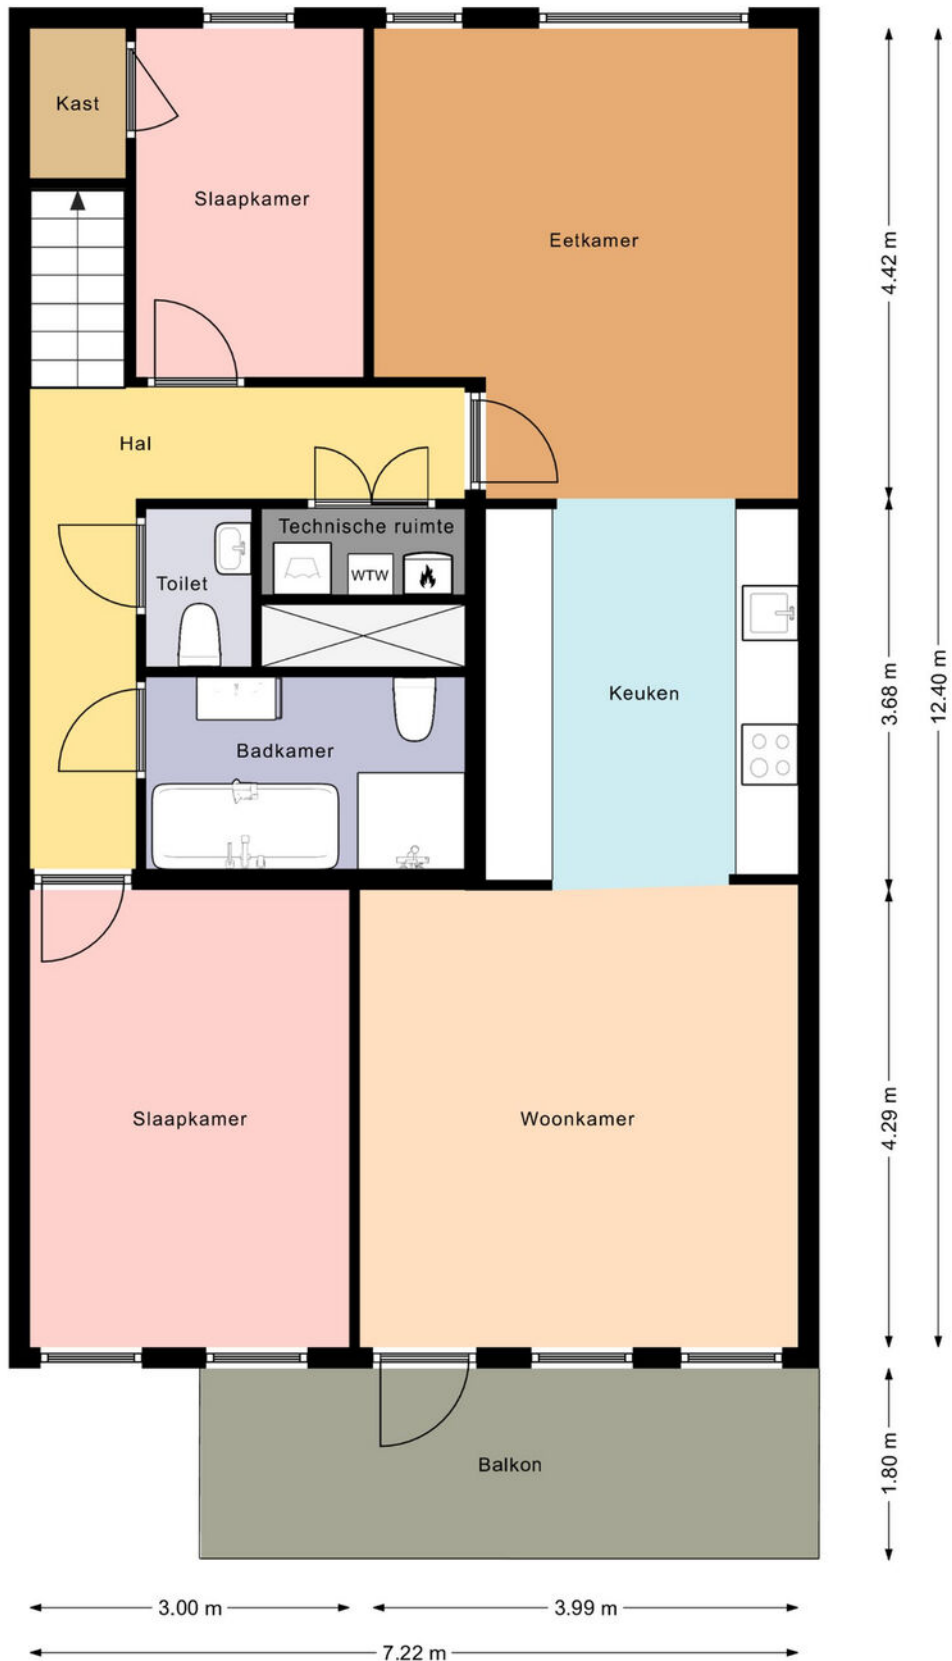 Kast
Slaapkamer
Eetkamer
4.42 m
Hal
Technische ruimte
WTW
Toilet
Keuken
3.68 m
12.40 m
Badkamer
Slaapkamer
Woonkamer
4.29 m
Balkon
1.80 m
3.00 m
3.99 m
7.22 m